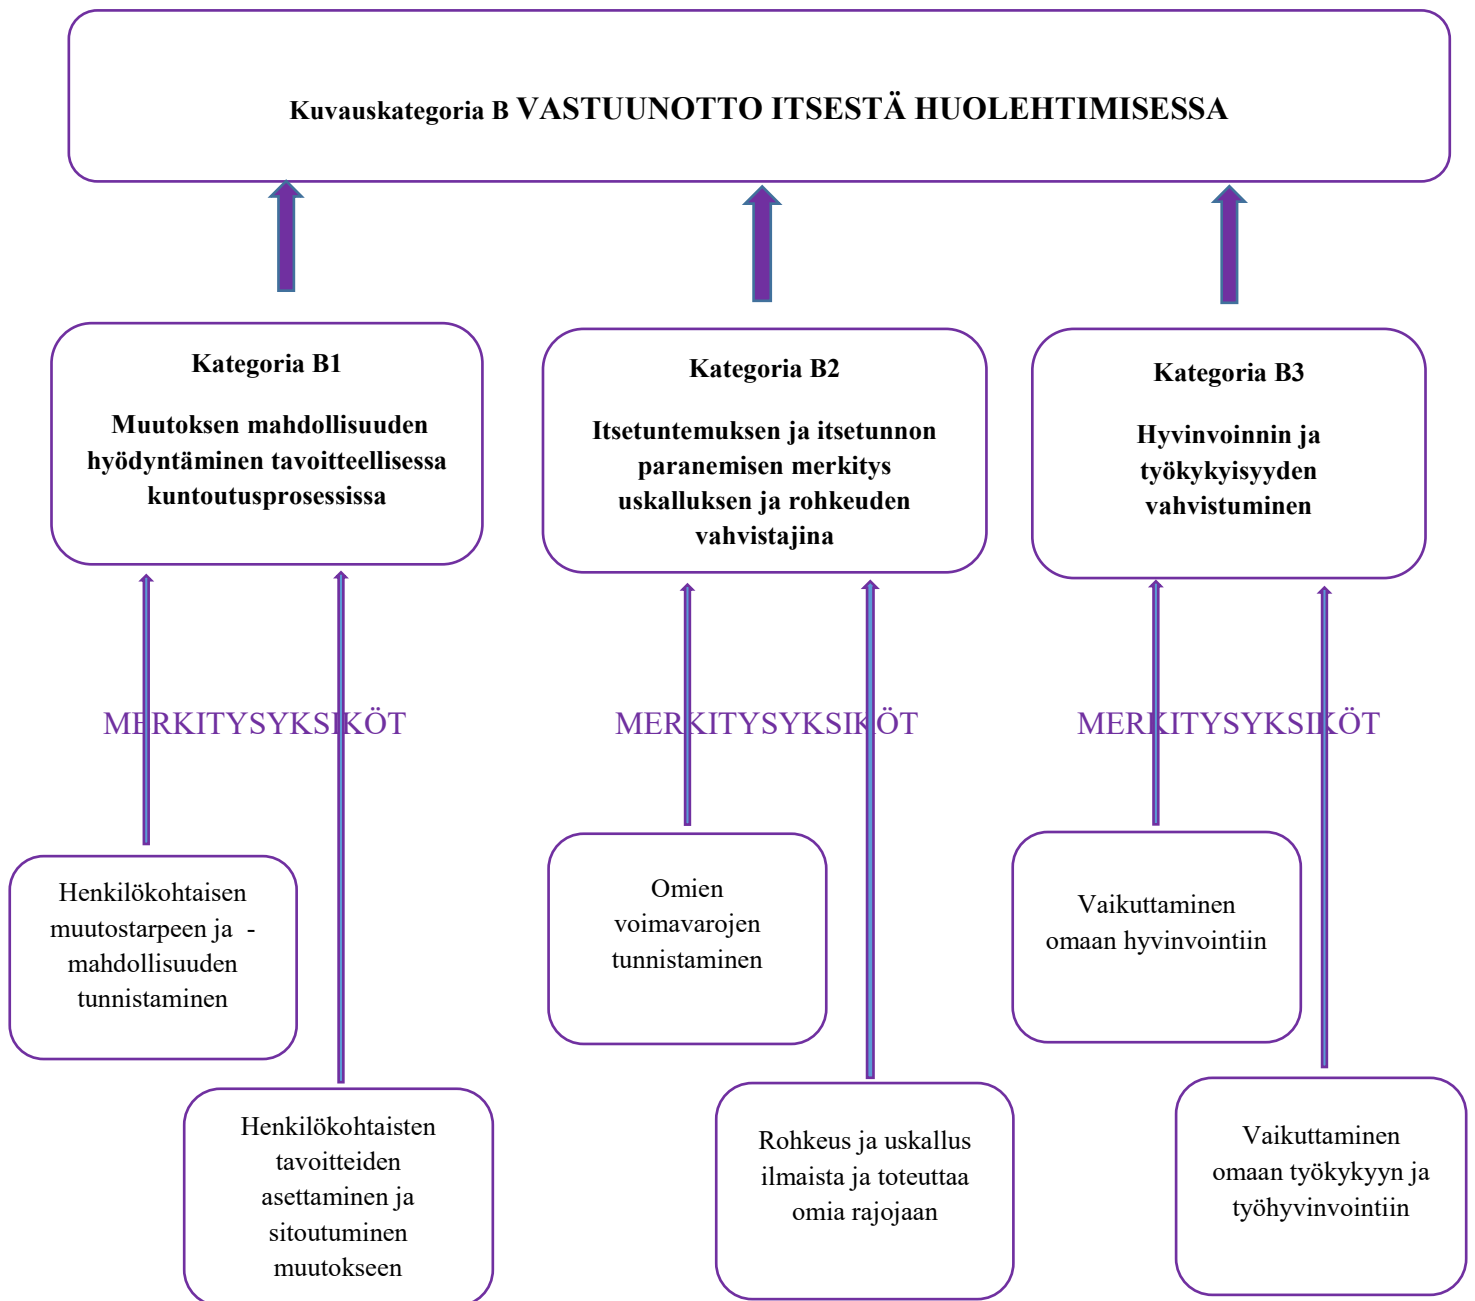 Kuvauskategoria B VASTUUNOTTO ITSESTÄ HUOLEHTIMISESSA
Kategoria B1
Muutoksen mahdollisuuden
hyödyntäminen tavoitteellisessa
kuntoutusprosessissa
Kategoria B2
Itsetuntemuksen ja itsetunnon
paranemisen merkitys
uskalluksen ja rohkeuden
vahvistajina
Kategoria B3
Hyvinvoinnin ja
työkykyisyyden
vahvistuminen
MERKITYSYKSIKÖT
MERKITYSYKSIKÖT
MERKITYSYKSIKÖT
Henkilökohtaisen
muutostarpeen ja -
mahdollisuuden
tunnistaminen
Omien
voimavarojen
tunnistaminen
Vaikuttaminen
omaan hyvinvointiin
Henkilökohtaisten
tavoitteiden
asettaminen ja
sitoutuminen
muutokseen
Rohkeus ja uskallus
ilmaista ja toteuttaa
omia rajojaan
Vaikuttaminen
omaan työkykyyn ja
työhyvinvointiin